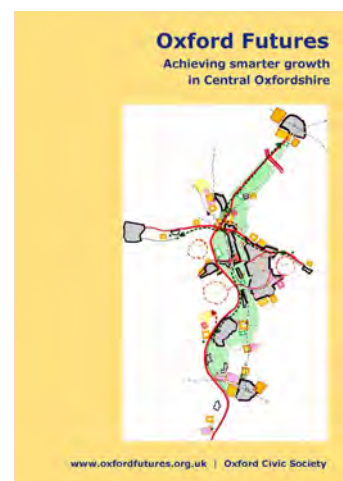 Oxford Futures
Achieving smarter growth
in Central Oxfordshire
www.oxfordfutures.org.uk | Oxford Civic Society